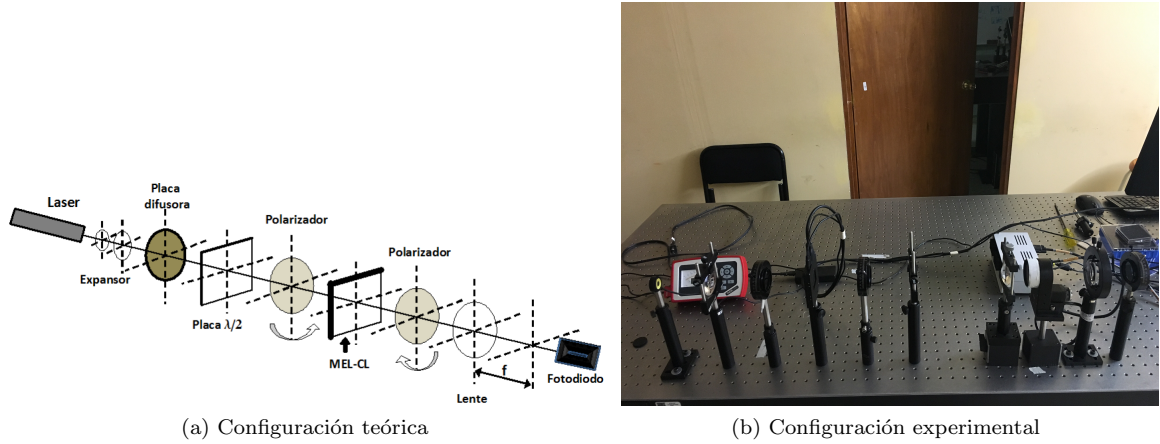 Laser
Expansor
Placa
difusora
Placa λ/2
Polarizador
MEL-CL
Polarizador
Lente
f
Fotodiodo
(a) Configuración teórica
(b) Configuración experimental